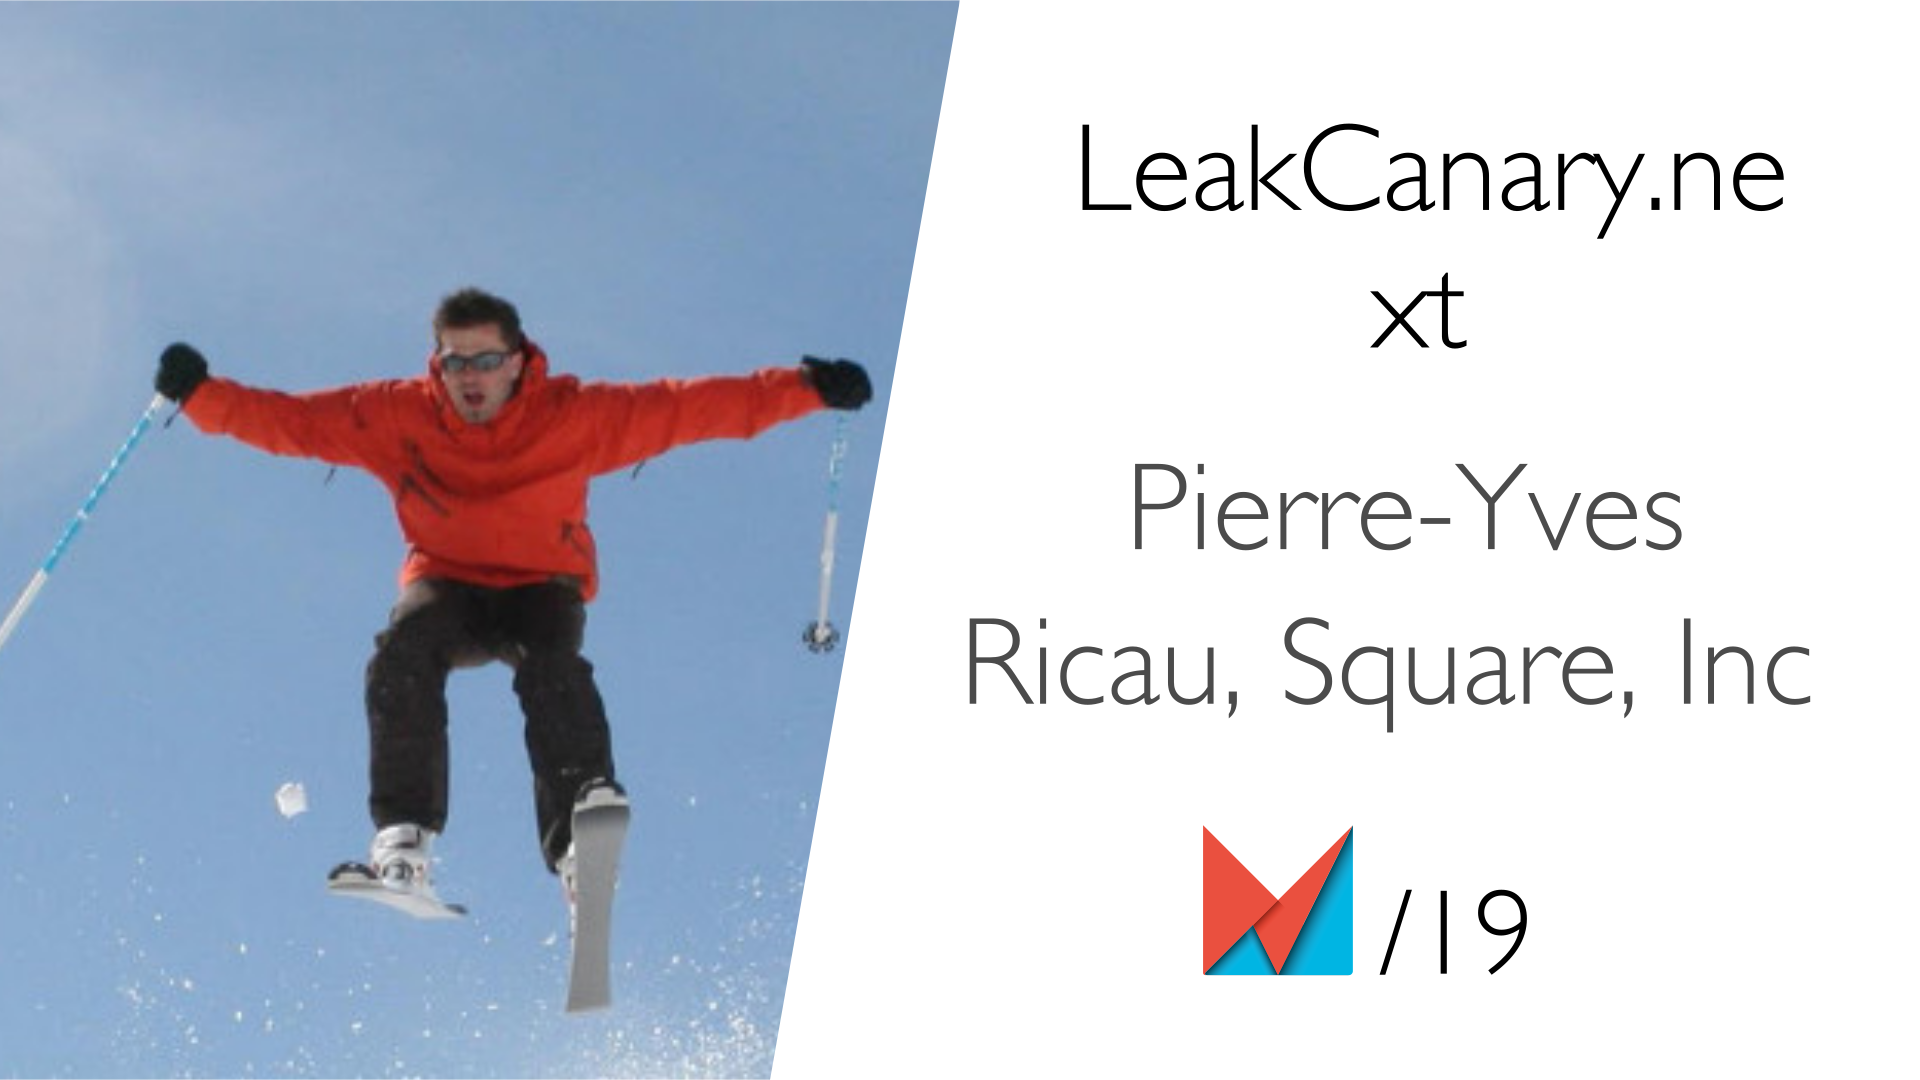 LeakCanary.ne
xt
Pierre-Yves
Ricau, Square, Inc
/19